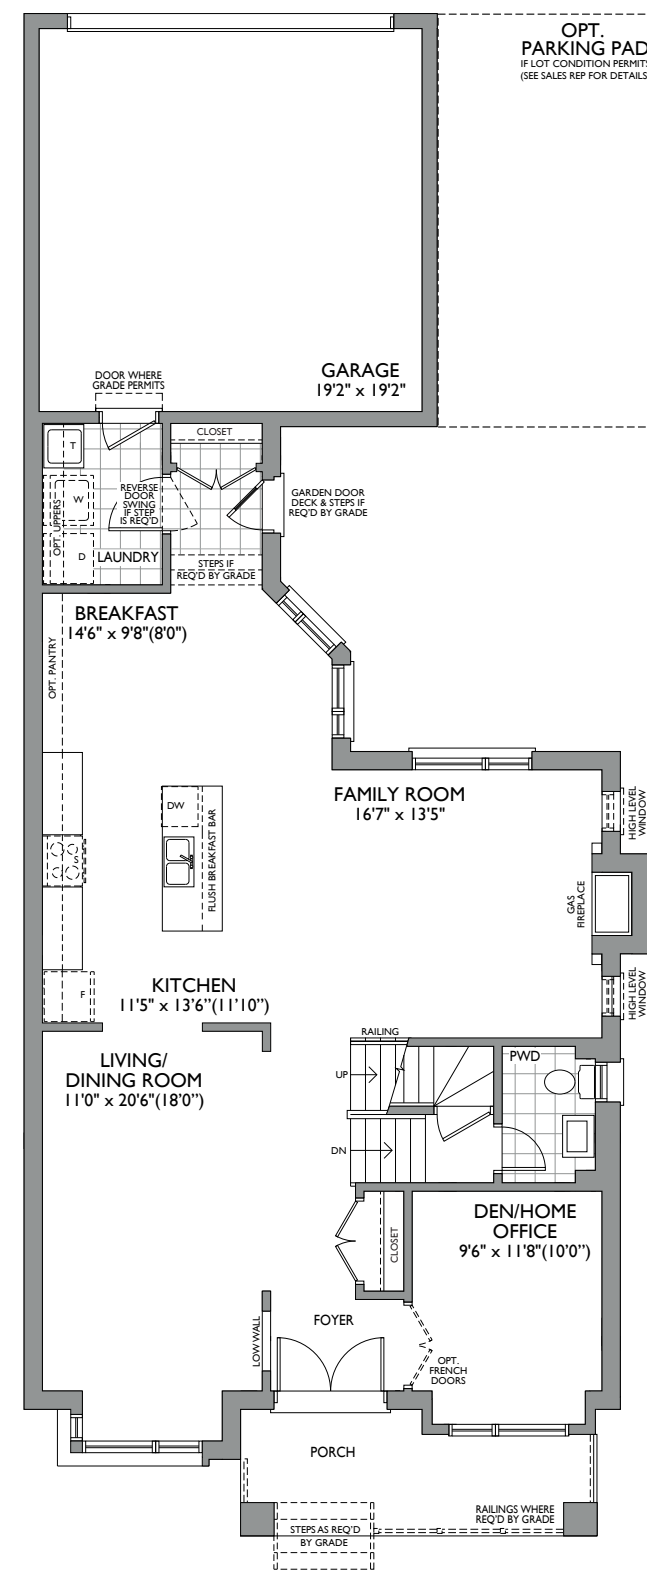 OPT.
PARKING PAD
IF LOT CONDITION PERMITS
(SEE SALES REP FOR DETAILS
GARAGE
19'2" x 19'2"
DOOR WHERE
GRADE PERMITS
CLOSET
T
W
D
OPT. UPPERS
REVERSE
DOOR
SWING
IF STEP
IS REQ'D
LAUNDRY
GARDEN DOOR
DECK & STEPS IF
REQ'D BY GRADE
STEPS IF
REQ'D BY GRADE
BREAKFAST
14'6" x 9'8"(8'0")
OPT. PANTRY
FAMILY ROOM
16'7" x 13'5"
HIGH LEVEL
WINDOW
DW
FLUSH BREAKFAST BAR
S
GAS
FIREPLACE
KITCHEN
11'5" x 13'6"(11'10")
F
HIGH LEVEL
WINDOW
RAILING
LIVING/
DINING ROOM
11'0" x 20'6"(18'0")
UP
PWD
DN
DEN/HOME
OFFICE
9'6" x 11'8"(10'0")
CLOSET
FOYER
LOW WALL
OPT.
FRENCH
DOORS
PORCH
RAILINGS WHERE
REQ'D BY GRADE
STEPS AS REQ'D
BY GRADE